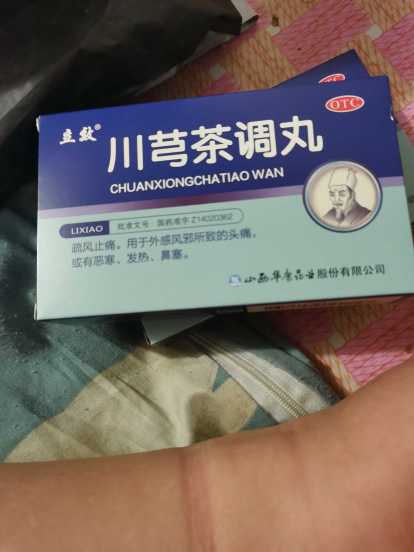 OTC
立效®
川芎茶调丸
CHUANXIONGCHATIAO WAN
LIXIAO 批准文号 国药准字Z14020362
疏风止痛。用于外感风邪所致的头痛，
或有恶寒、发热、鼻塞。
山西华康药业股份有限公司